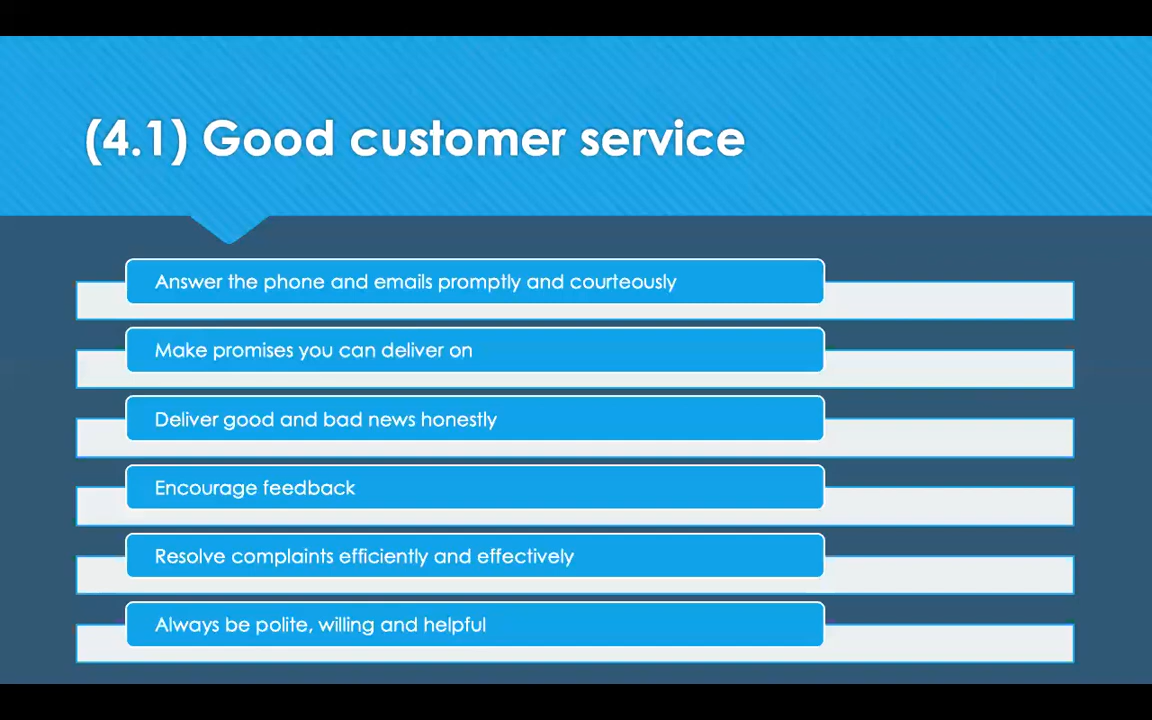 (4.1) Good customer service
Answer the phone and emails promptly and courteously
Make promises you can deliver on
Deliver good and bad news honestly
Encourage feedback
Resolve complaints efficiently and effectively
Always be polite, willing and helpful